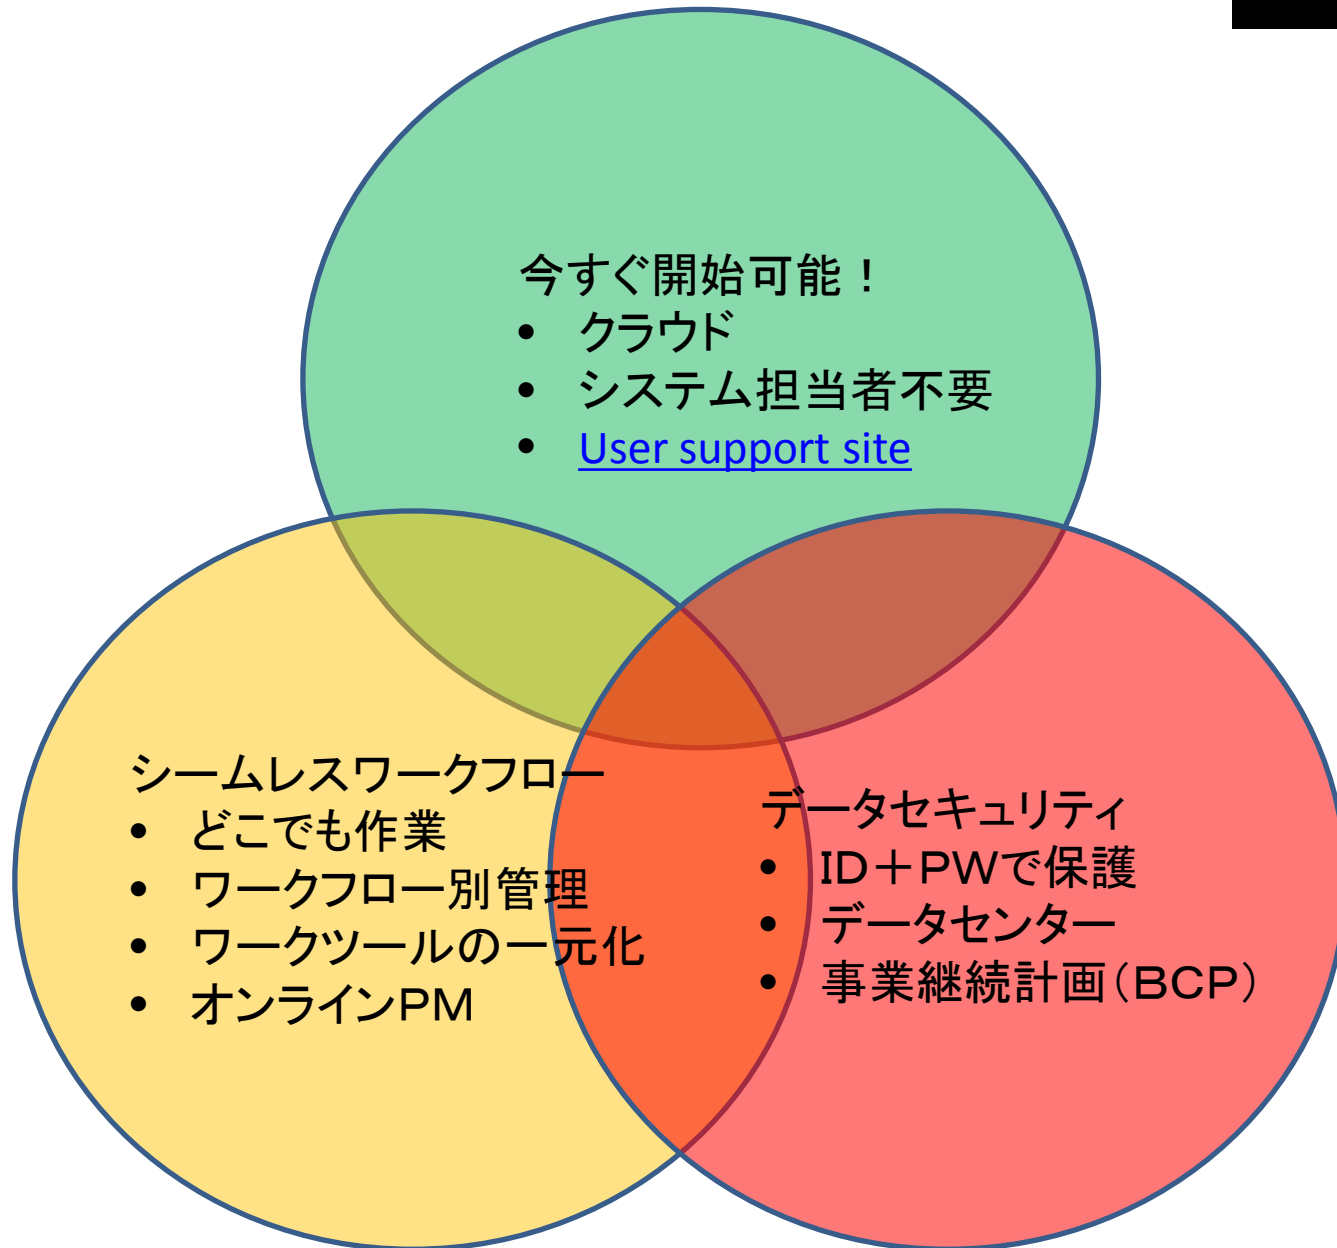 今すぐ開始可能！
• クラウド
• システム担当者不要
• User support site
シームレスワークフロー
• どこでも作業
• ワークフロー別管理
• ワークツールの一元化
• オンラインＰＭ
データセキュリティ
• ＩＤ＋ＰＷで保護
• データセンター
• 事業継続計画（ＢＣＰ）